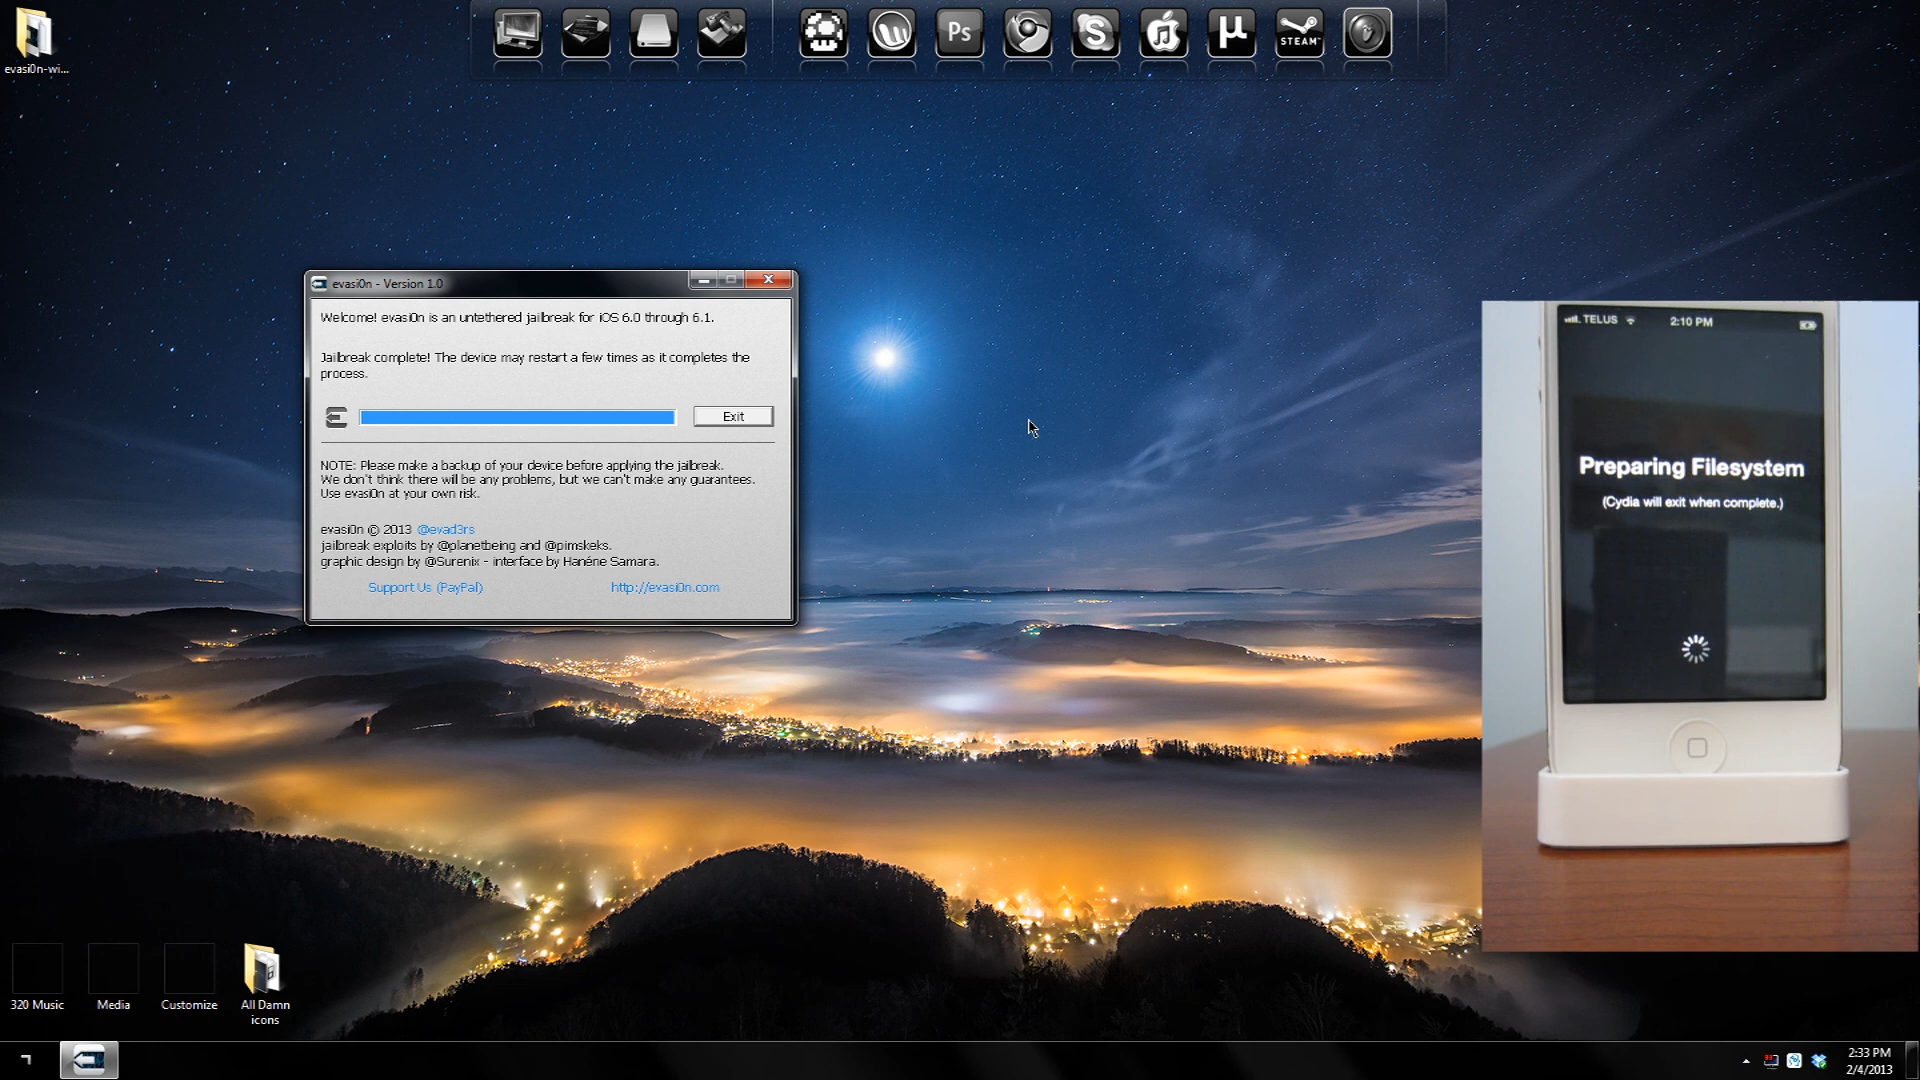 evasi0n-wi...
Ps
STEAM
evasi0n - Version 1.0
Welcome! evasi0n is an untethered jailbreak for iOS 6.0 through 6.1.
Jailbreak complete! The device may restart a few times as it completes the
process.
Exit
NOTE: Please make a backup of your device before applying the jailbreak.
We don't think there will be any problems, but we can't make any guarantees.
Use evasi0n at your own risk.
evasi0n © 2013 @evad3rs
jailbreak exploits by @planetbeing and @pimskeks.
graphic design by @Surenix - interface by Hanéne Samara.
Support Us (PayPal)
http://evasi0n.com
TELUS
2:10 PM
Preparing Filesystem
(Cydia will exit when complete.)
320 Music
Media
Customize
All Damn
icons
2:33 PM
2/4/2013